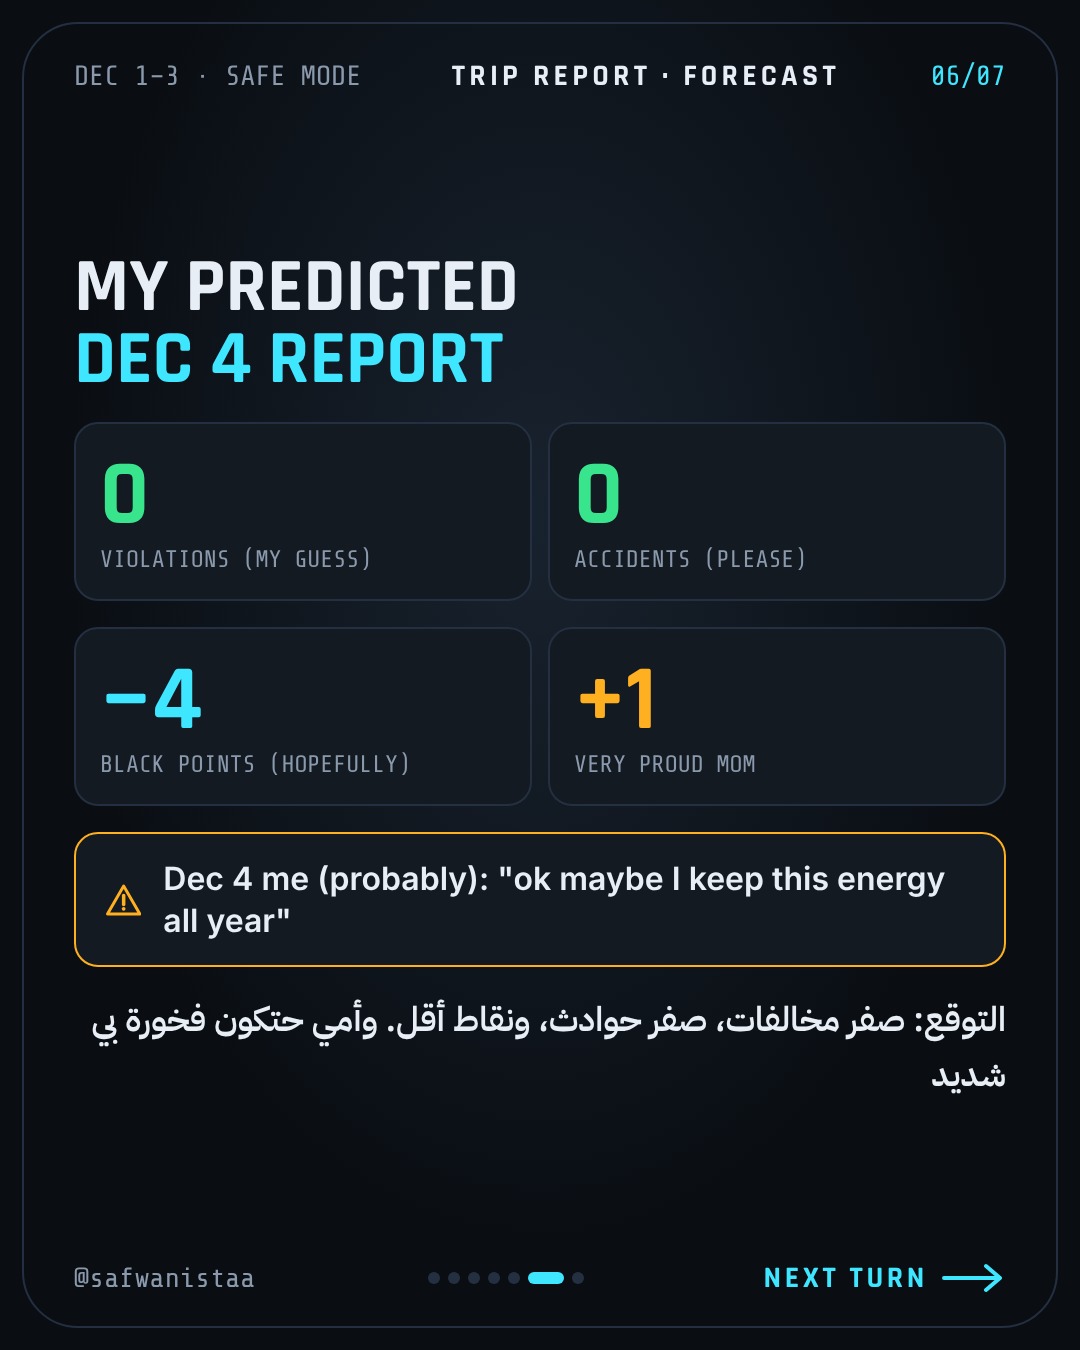 DEC 1–3 · SAFE MODE
TRIP REPORT · FORECAST
06/07
MY PREDICTED
DEC 4 REPORT
0
VIOLATIONS (MY GUESS)
0
ACCIDENTS (PLEASE)
−4
BLACK POINTS (HOPEFULLY)
+1
VERY PROUD MOM
Dec 4 me (probably): "ok maybe I keep this energy
all year"
التوقع: صفر مخالفات، صفر حوادث، ونقاط أقل. وأمي حتكون فخورة بي
شديد
@safwanistaa
NEXT TURN